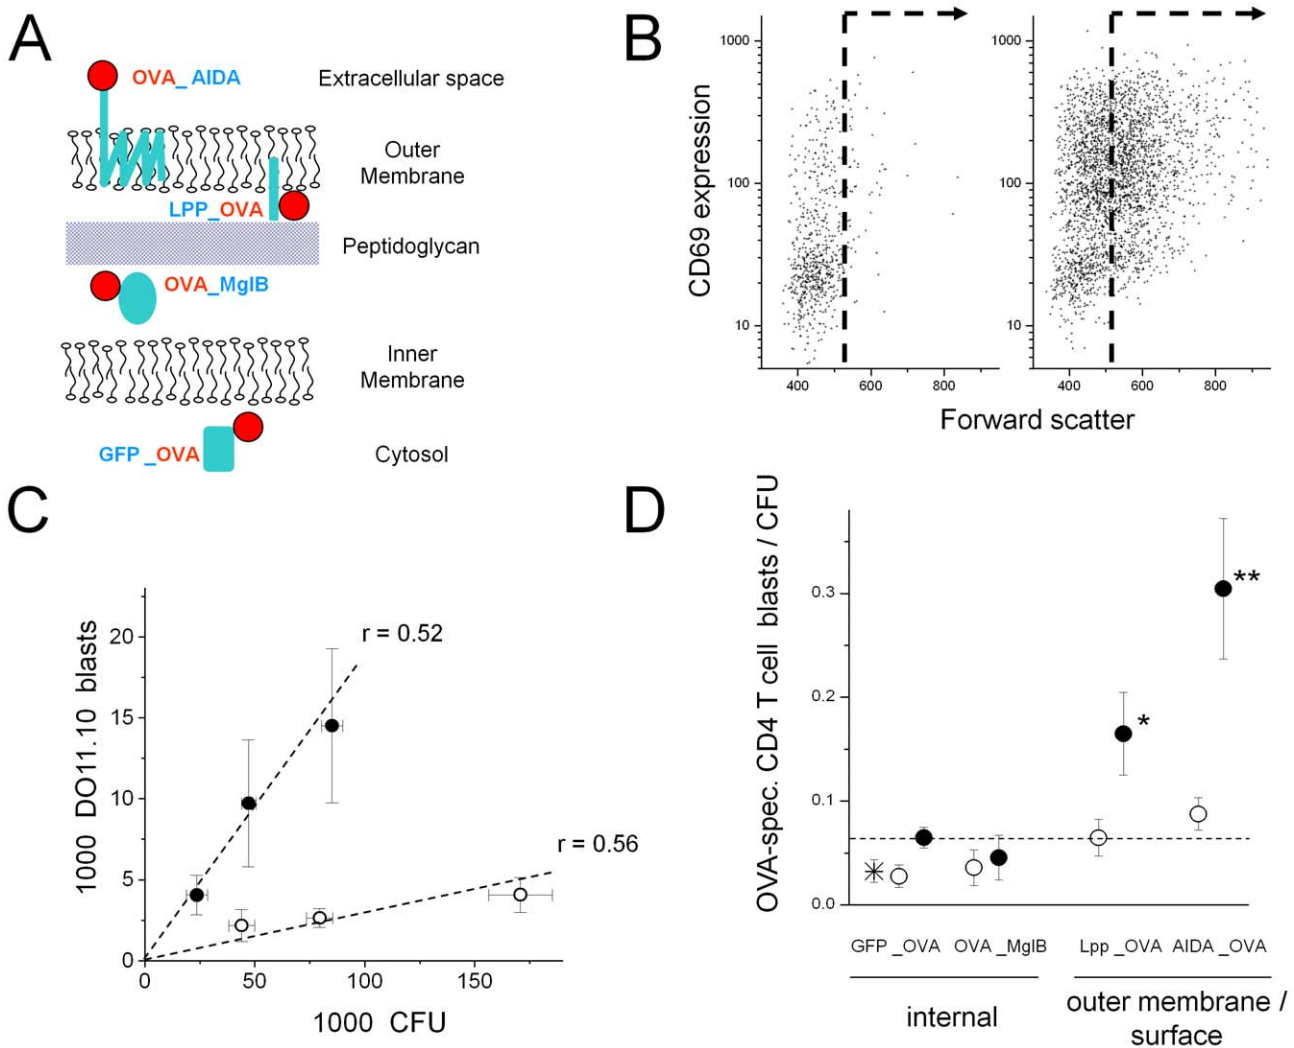 A
OVA_AIDA
Extracellular space
Outer
Membrane
LPP_OVA
Peptidoglycan
OVA_MglB
Inner
Membrane
GFP_OVA
Cytosol
B
CD69 expression
1000
100
10
400
600
800
1000
100
10
400
600
800
Forward scatter
C
1000 DO11.10 blasts
20
15
10
5
0
r = 0.52
r = 0.56
0
50
100
150
1000 CFU
D
OVA-spec. CD4 T cell blasts / CFU
0.3
0.2
0.1
0.0
*
**
GFP_OVA
OVA_MglB
Lpp_OVA
AIDA_OVA
internal
outer membrane /
surface